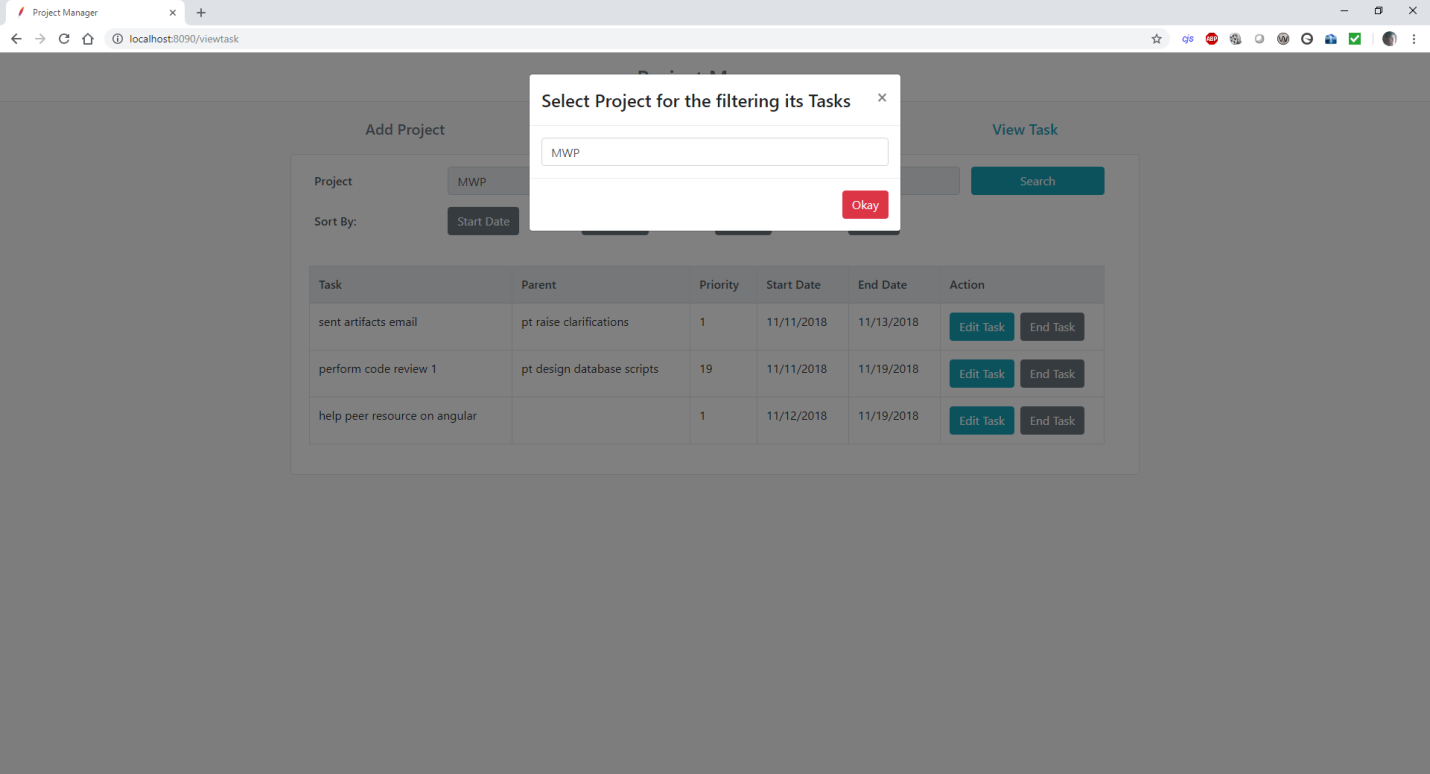 Project Manager
localhost:8090/viewtask
cjs
ABP
Select Project for the filtering its Tasks ×
MWP
Okay
Add Project View Task
Project MWP Search
Sort By: Start Date
Task Parent Priority Start Date End Date Action
sent artifacts email pt raise clarifications 1 11/11/2018 11/13/2018 Edit Task End Task
perform code review 1 pt design database scripts 19 11/11/2018 11/19/2018 Edit Task End Task
help peer resource on angular 1 11/12/2018 11/19/2018 Edit Task End Task